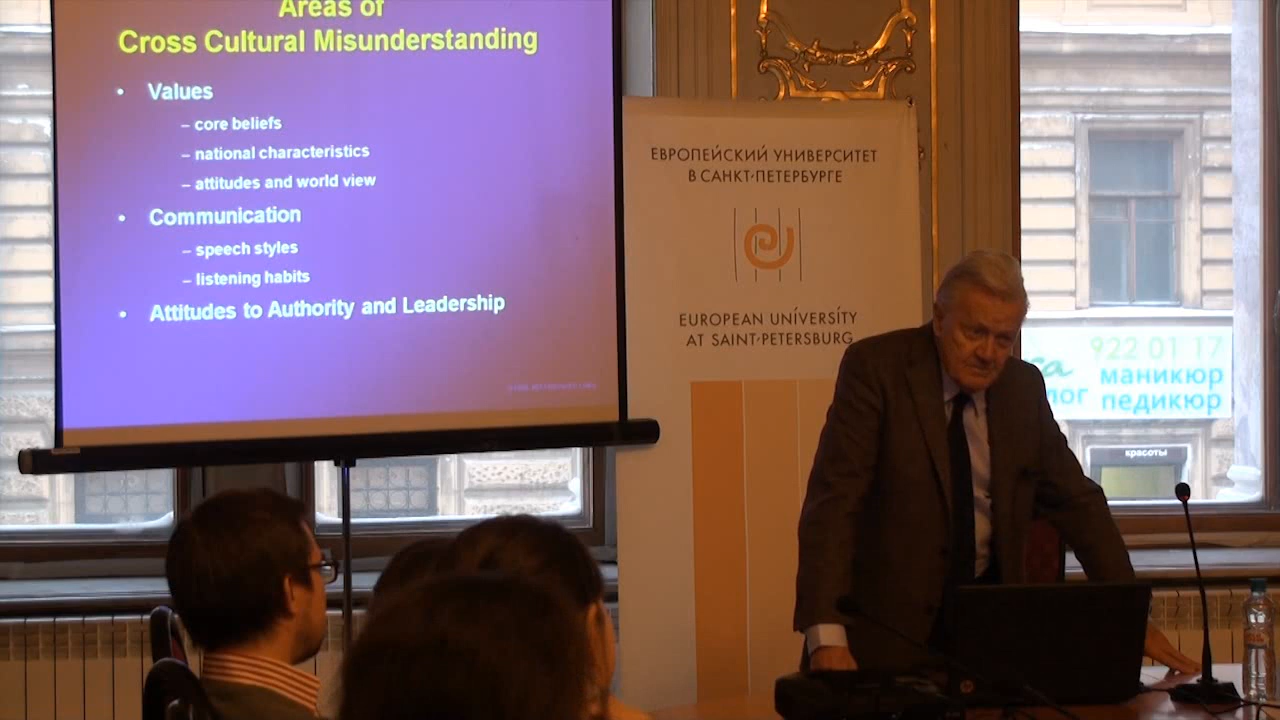 Areas of
Cross Cultural Misunderstanding
• Values
– core beliefs
– national characteristics
– attitudes and world view
• Communication
– speech styles
– listening habits
• Attitudes to Authority and Leadership
ЕВРОПЕЙСКИЙ УНИВЕРСИТЕТ
В САНКТ-ПЕТЕРБУРГЕ
EUROPEAN UNIVERSITY
AT SAINT-PETERSBURG
922 01 17
маникюр
педикюр
красоты